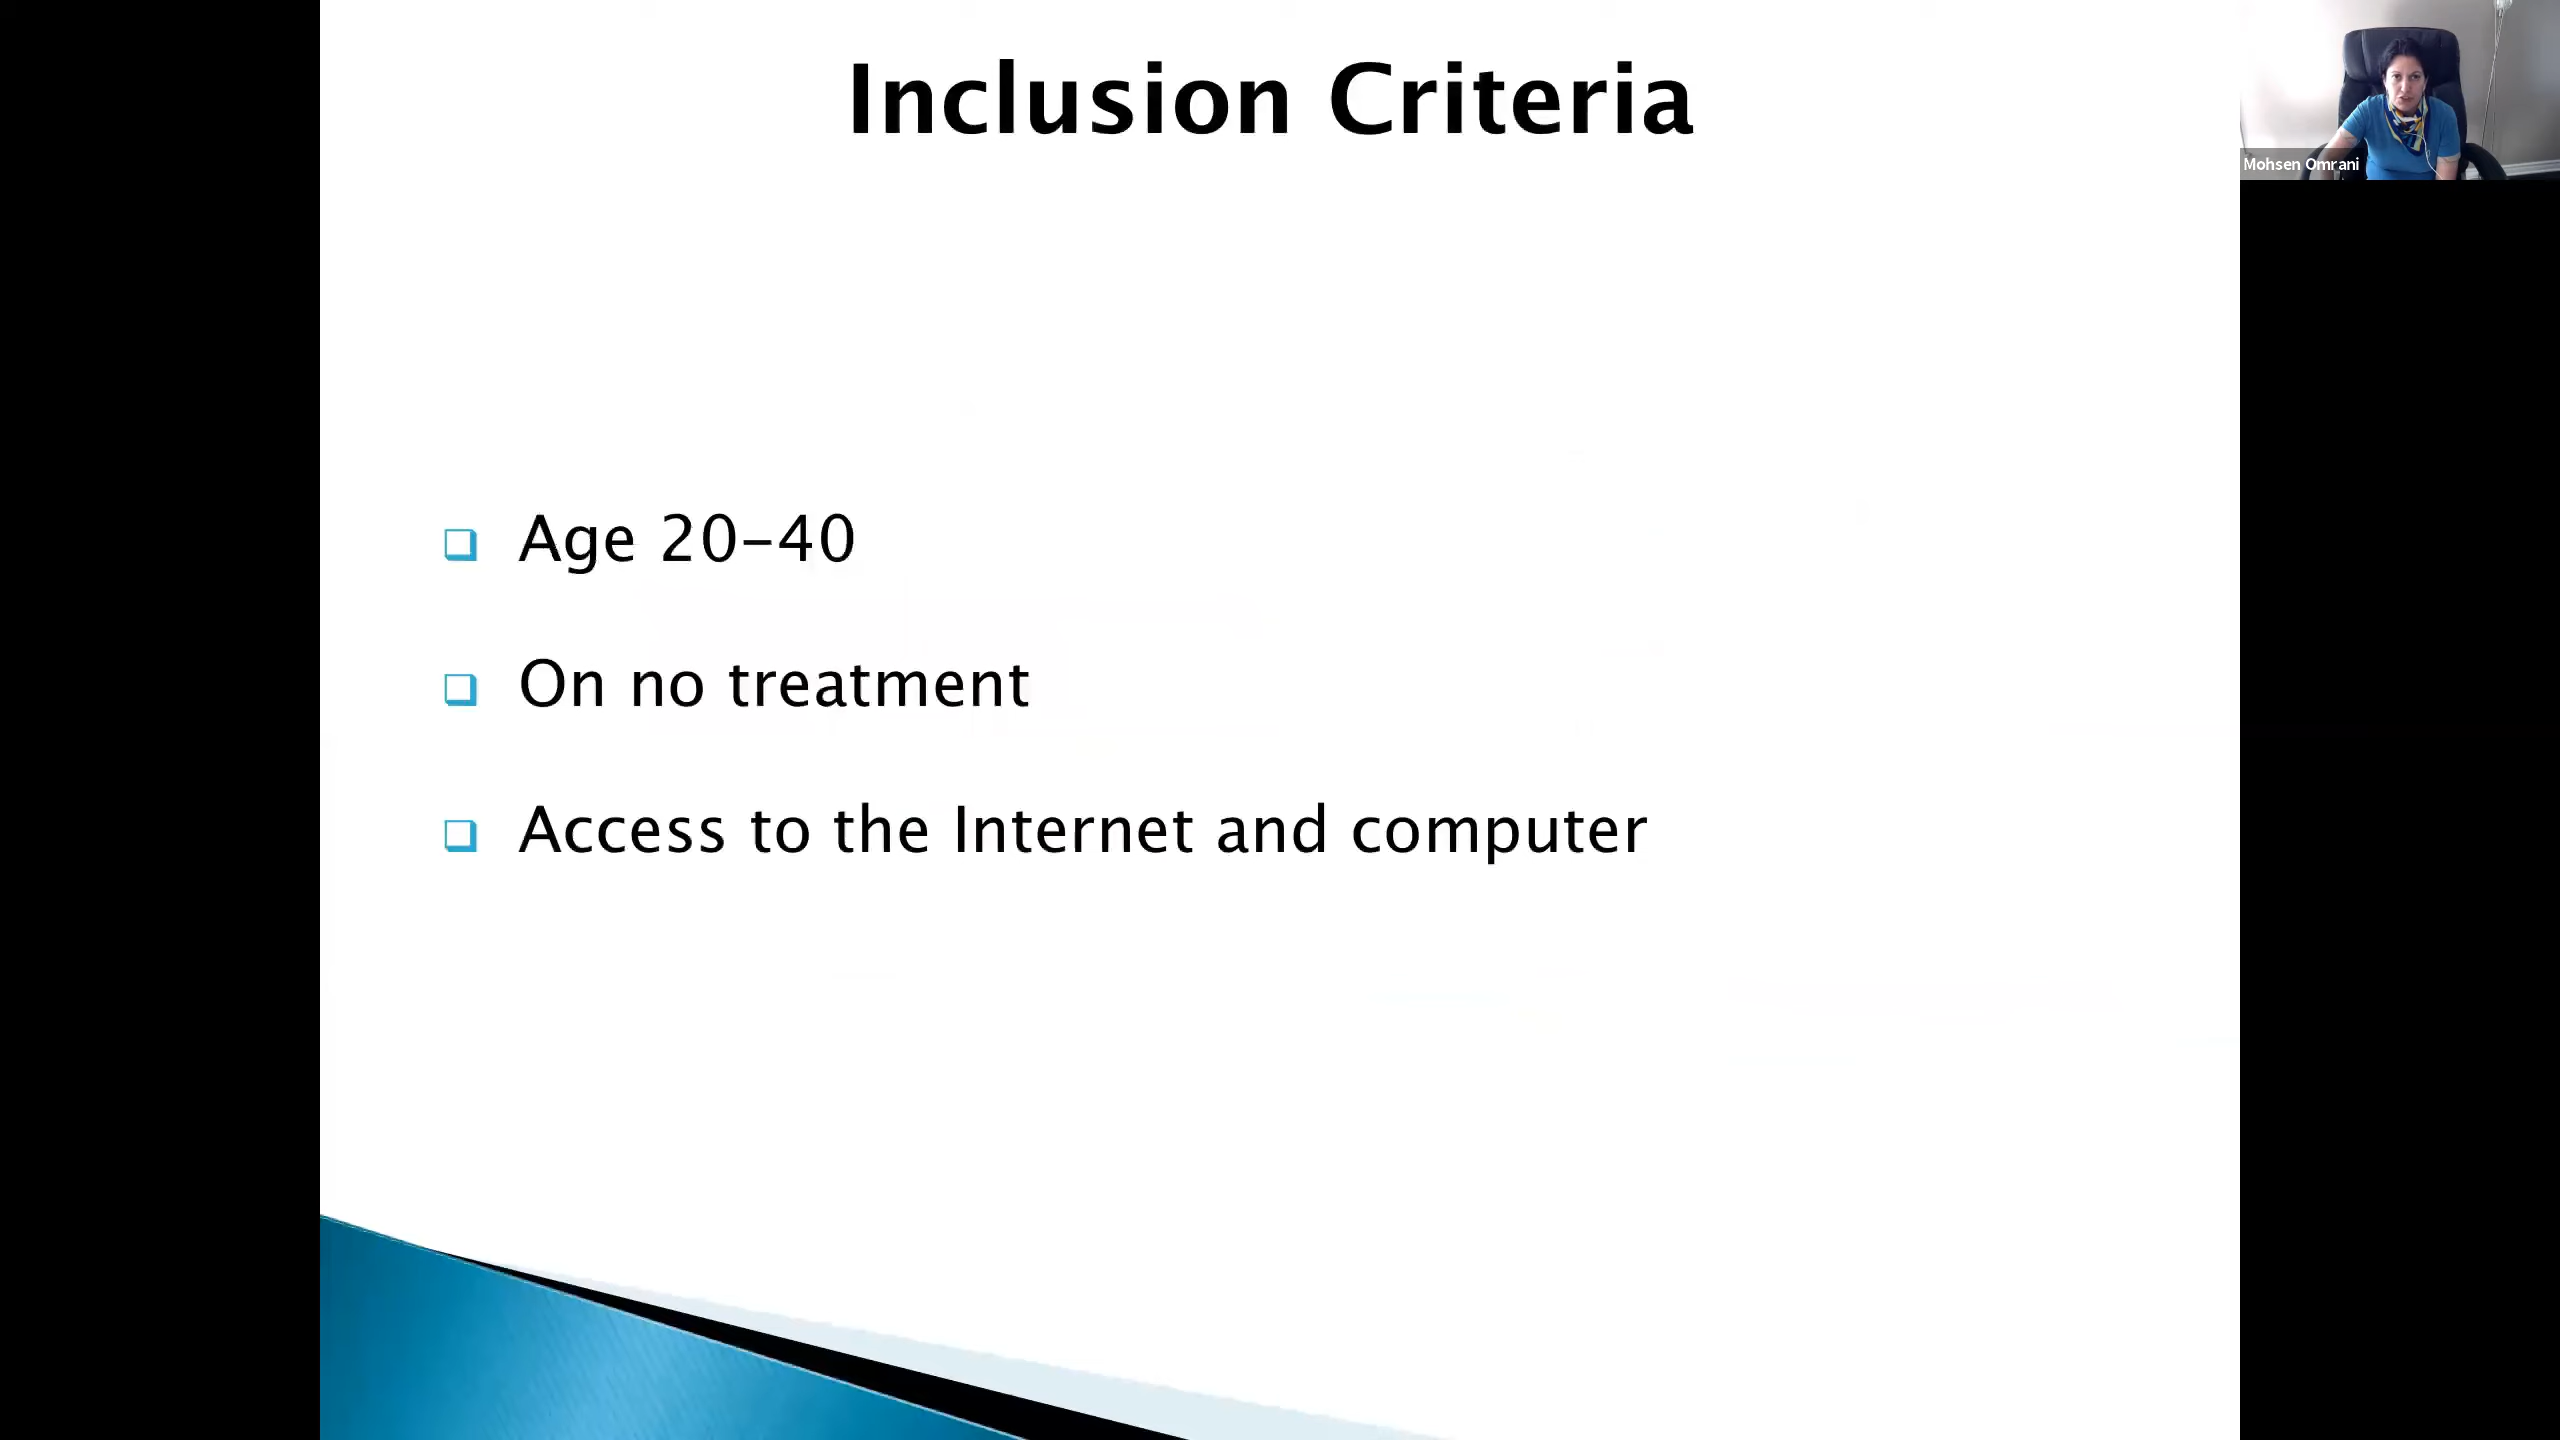 Inclusion Criteria
Mohsen Omrani
Age 20-40
On no treatment
Access to the Internet and computer